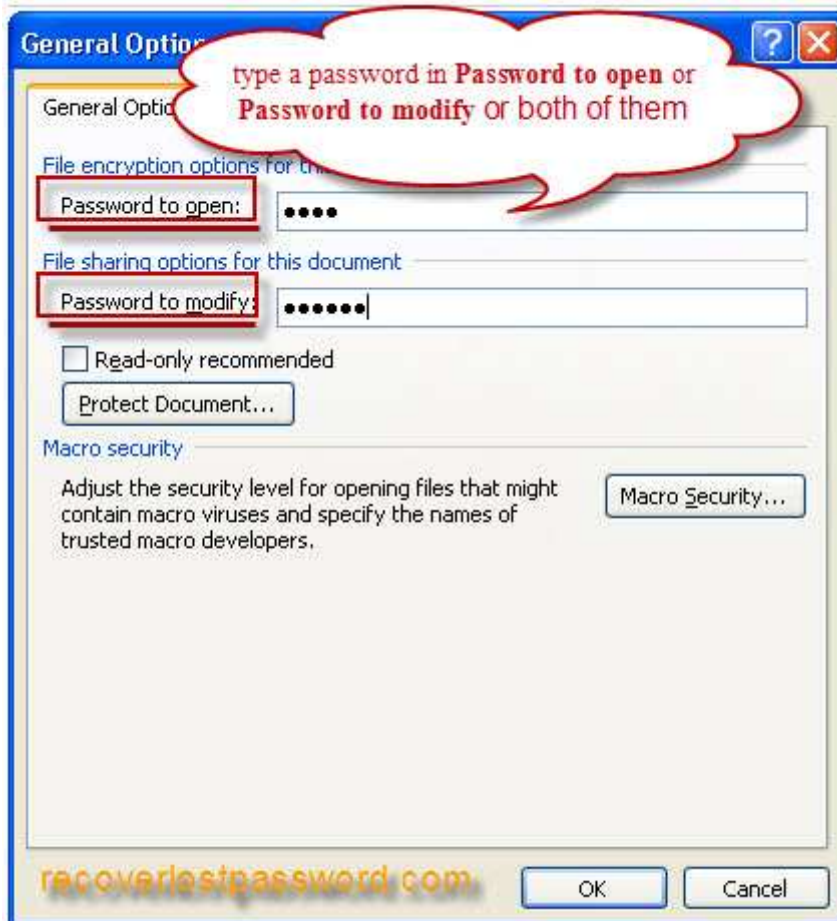 General Option
type a password in Password to open or
Password to modify or both of them
General Optio
File encryption options for this
Password to open: ••••
File sharing options for this document
Password to modify: ••••••
Read-only recommended
Protect Document...
Macro security
Adjust the security level for opening files that might
contain macro viruses and specify the names of
trusted macro developers.
Macro Security...
recoverlostpassword.com
OK
Cancel